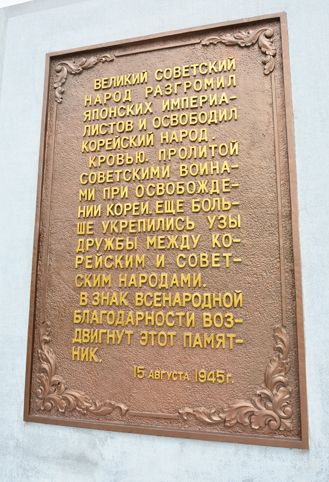 ВЕЛИКИЙ СОВЕТСКИЙ
НАРОД РАЗГРОМИЛ
ЯПОНСКИХ ИМПЕРИА-
ЛИСТОВ И ОСВОБОДИЛ
КОРЕЙСКИЙ НАРОД.
КРОВЬЮ. ПРОЛИТОЙ
СОВЕТСКИМИ ВОИНА-
МИ ПРИ ОСВОБОЖДЕ-
НИИ КОРЕИ. ЕЩЕ БОЛЬ-
ШЕ УКРЕПИЛИСЬ УЗЫ
ДРУЖБЫ МЕЖДУ КО-
РЕЙСКИМ И СОВЕТ-
СКИМ НАРОДАМИ.
В ЗНАК ВСЕНАРОДНОЙ
БЛАГОДАРНОСТИ ВОЗ-
ДВИГНУТ ЭТОТ ПАМЯТ-
НИК.
15 АВГУСТА 1945г.